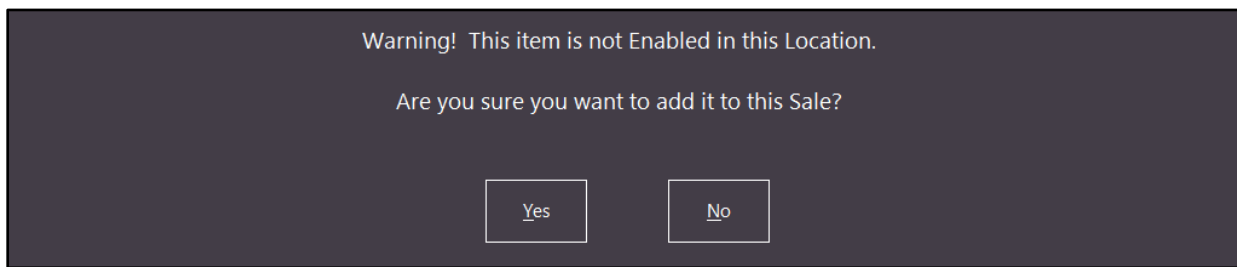 Warning!  This item is not Enabled in this Location.
Are you sure you want to add it to this Sale?
Yes
No